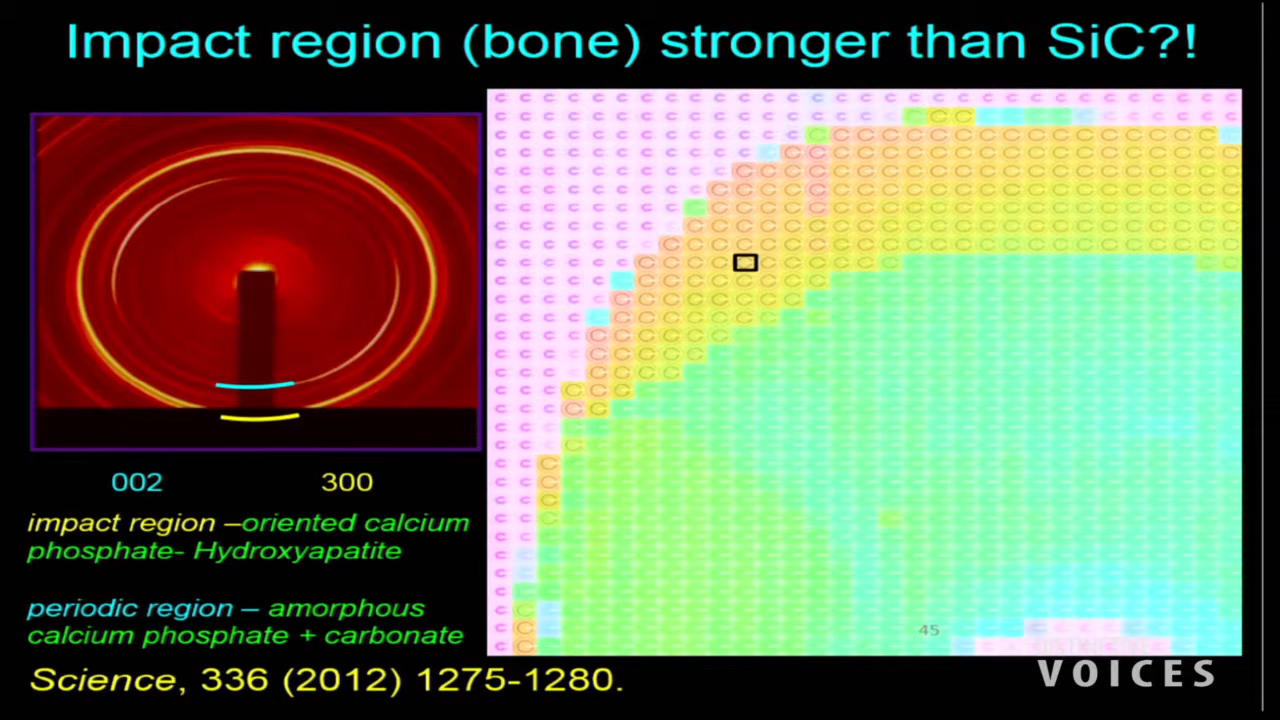 Impact region (bone) stronger than SiC?!
002 300
impact region –oriented calcium
phosphate- Hydroxyapatite
periodic region – amorphous
calcium phosphate + carbonate
Science, 336 (2012) 1275-1280.
45
VOICES